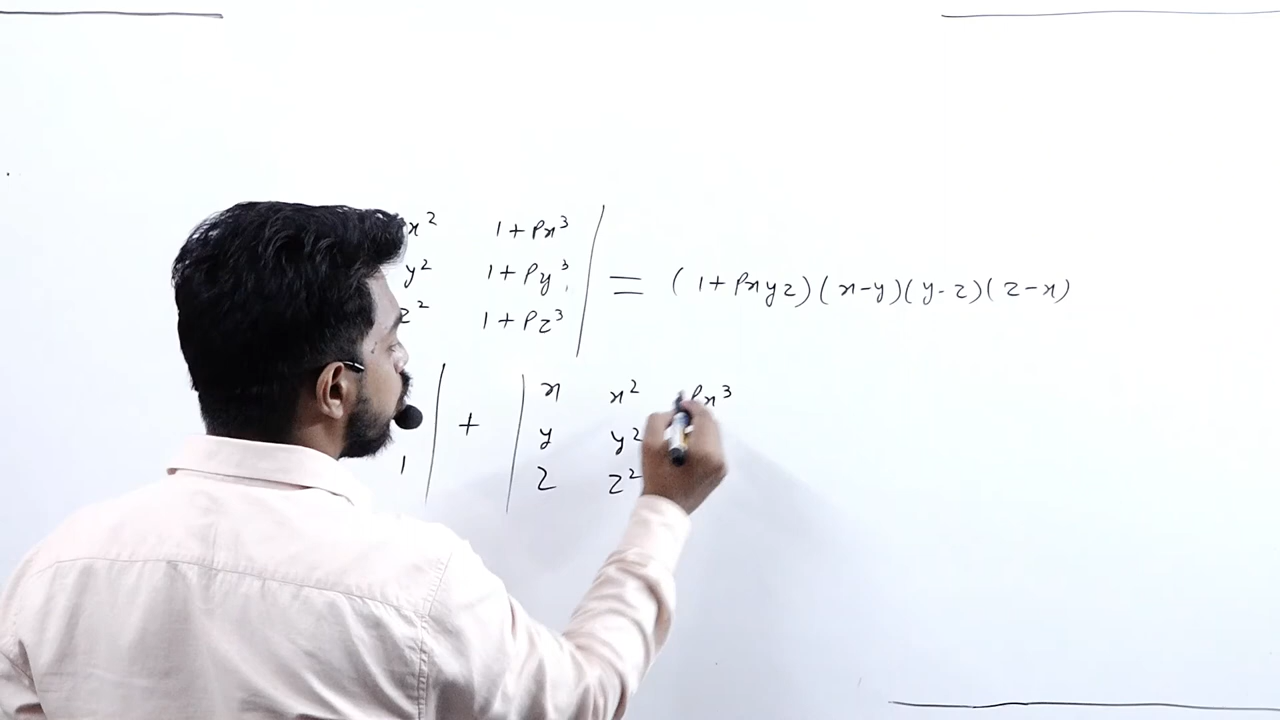 x² 1+Px³
y² 1+Py³ = (1+Pxyz)(x-y)(y-z)(z-x)
z² 1+Pz³
x x² Px³
+ y y²
1 z z²